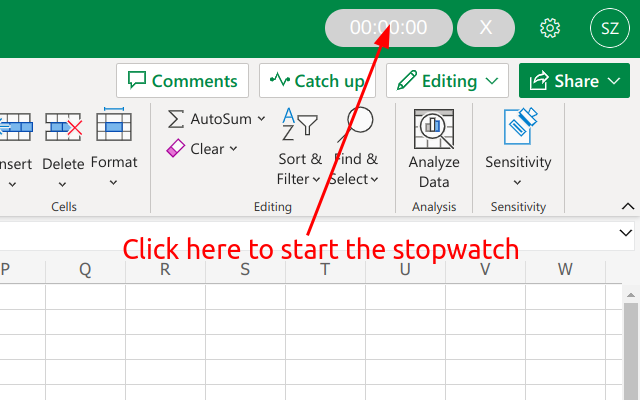 00:00:00 X SZ
Comments Catch up Editing Share
AutoSum
Clear
Insert Delete Format
Sort & Filter
Find & Select
Analyze Data
Sensitivity
Cells Editing Analysis Sensitivity
Click here to start the stopwatch
P Q R S T U V W